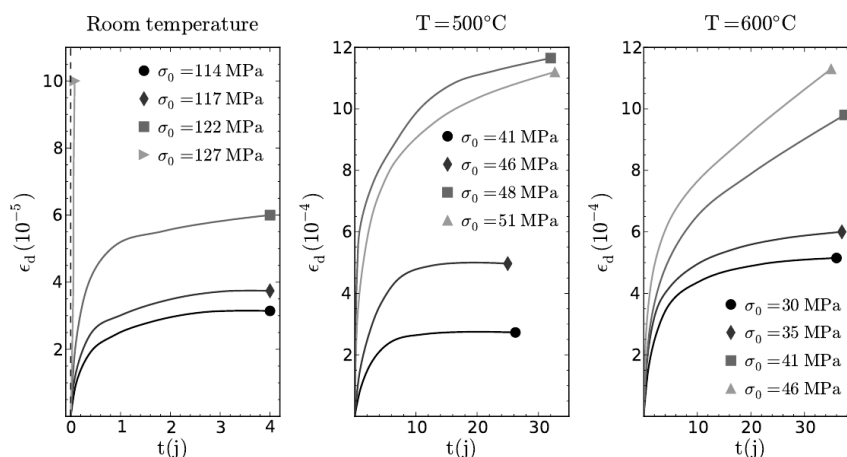 Room temperature
10
8
6
4
2
0
1
2
3
4
ϵd(10⁻⁵)
t(j)
σ0 =114 MPa
σ0 =117 MPa
σ0 =122 MPa
σ0 =127 MPa
T =500°C
12
10
8
6
4
2
0
10
20
30
ϵd(10⁻⁴)
t(j)
σ0 =41 MPa
σ0 =46 MPa
σ0 =48 MPa
σ0 =51 MPa
T =600°C
12
10
8
6
4
2
0
10
20
30
ϵd(10⁻⁴)
t(j)
σ0 =30 MPa
σ0 =35 MPa
σ0 =41 MPa
σ0 =46 MPa